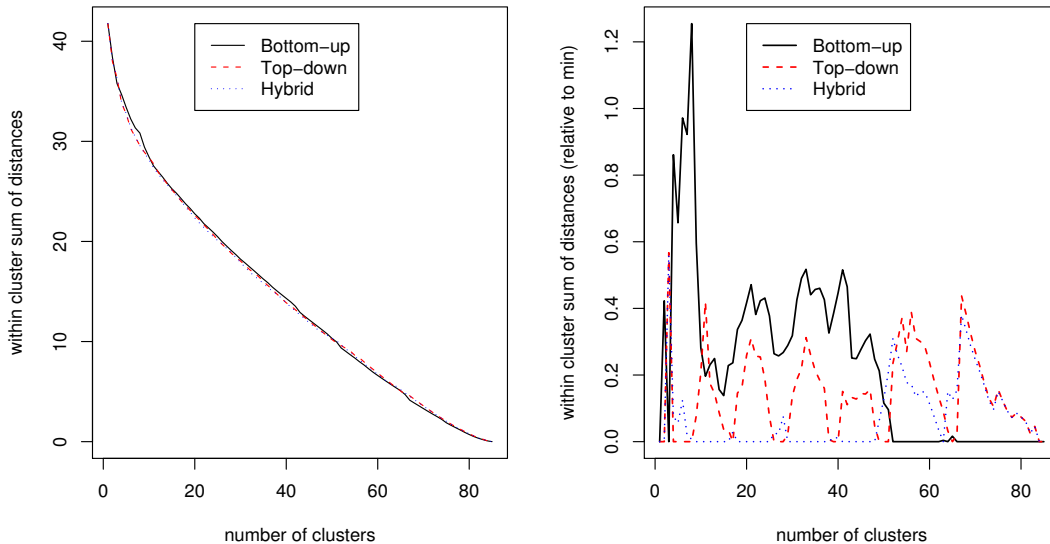 within cluster sum of distances
40
30
20
10
0
Bottom−up
Top−down
Hybrid
0 20 40 60 80
number of clusters
within cluster sum of distances (relative to min)
1.2
1.0
0.8
0.6
0.4
0.2
0.0
Bottom−up
Top−down
Hybrid
0 20 40 60 80
number of clusters